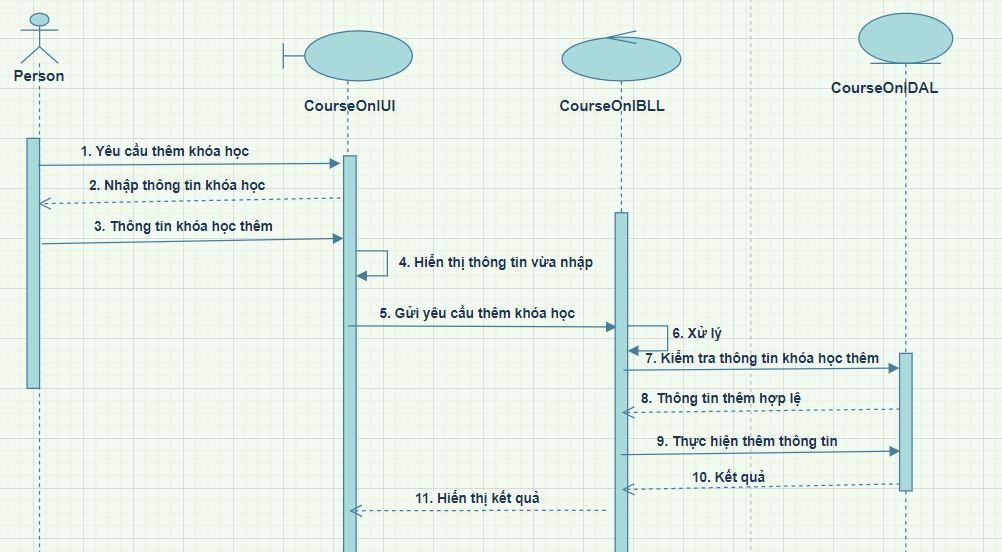 Person
CourseOnlUI
CourseOnlBLL
CourseOnlDAL
1. Yêu cầu thêm khóa học
2. Nhập thông tin khóa học
3. Thông tin khóa học thêm
4. Hiển thị thông tin vừa nhập
5. Gửi yêu cầu thêm khóa học
6. Xử lý
7. Kiểm tra thông tin khóa học thêm
8. Thông tin thêm hợp lệ
9. Thực hiện thêm thông tin
10. Kết quả
11. Hiển thị kết quả